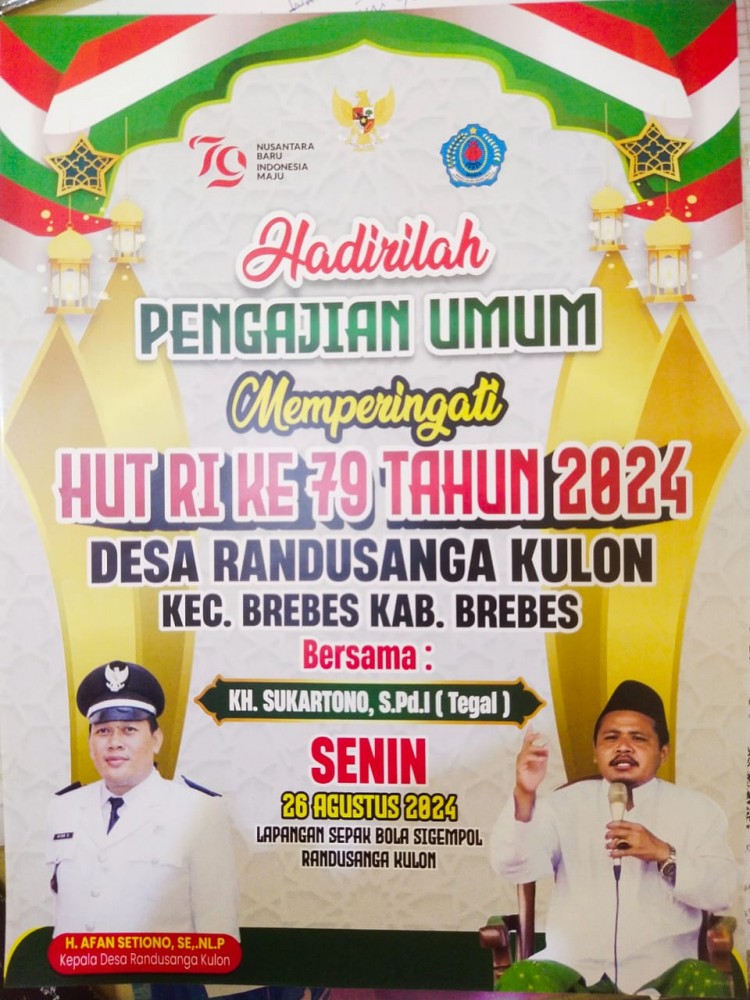 79
NUSANTARA
BARU
INDONESIA
MAJU
Hadirilah
PENGAJIAN UMUM
Memperingati
HUT RI KE 79 TAHUN 2024
DESA RANDUSANGA KULON
KEC. BREBES KAB. BREBES
Bersama :
KH. SUKARTONO, S.Pd.I ( Tegal )
SENIN
26 AGUSTUS 2024
LAPANGAN SEPAK BOLA SIGEMPOL
RANDUSANGA KULON
H. AFAN SETIONO, SE,.NL.P
Kepala Desa Randusanga Kulon